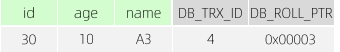 id age name DB_TRX_ID DB_ROLL_PTR
30 10 A3 4 0x00003